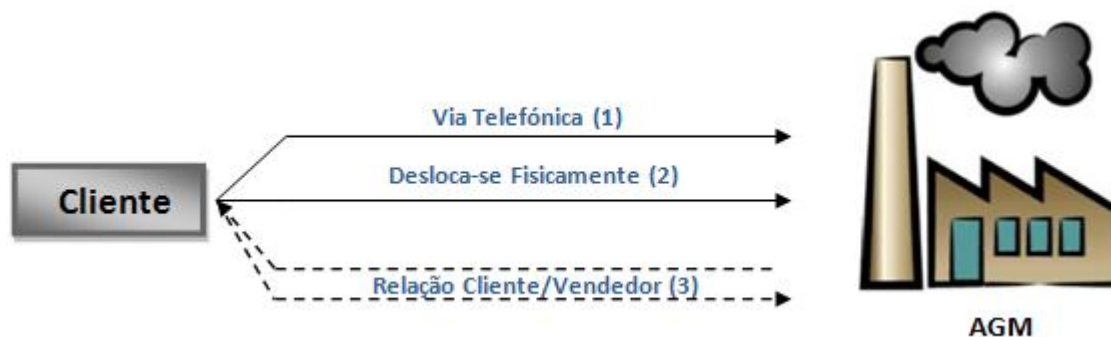 Via Telefónica (1)
Desloca-se Fisicamente (2)
Cliente
Relação Cliente/Vendedor (3)
AGM